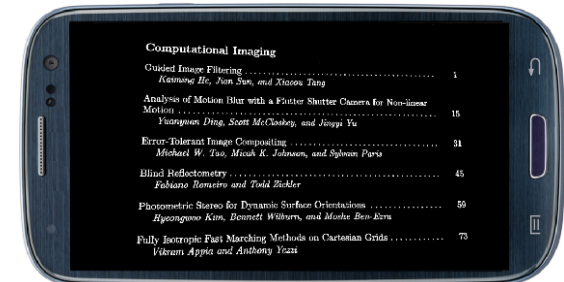 Computational Imaging
Guided Image Filtering ........................................ 1
Kaiming He, Jian Sun, and Xiaoou Tang
Analysis of Motion Blur with a Flutter Shutter Camera for Non-linear
Motion ........................................ 15
Yuanyuan Ding, Scott McCloskey, and Jingyi Yu
Error-Tolerant Image Compositing ........................................ 31
Michael W. Tao, Micah K. Johnson, and Sylvain Paris
Blind Reflectometry ........................................ 45
Fabiano Romeiro and Todd Zickler
Photometric Stereo for Dynamic Surface Orientations ................ 59
Hyeongwoo Kim, Bennett Wilburn, and Moshe Ben-Ezra
Fully Isotropic Fast Marching Methods on Cartesian Grids ............ 73
Vikram Appia and Anthony Yezzi